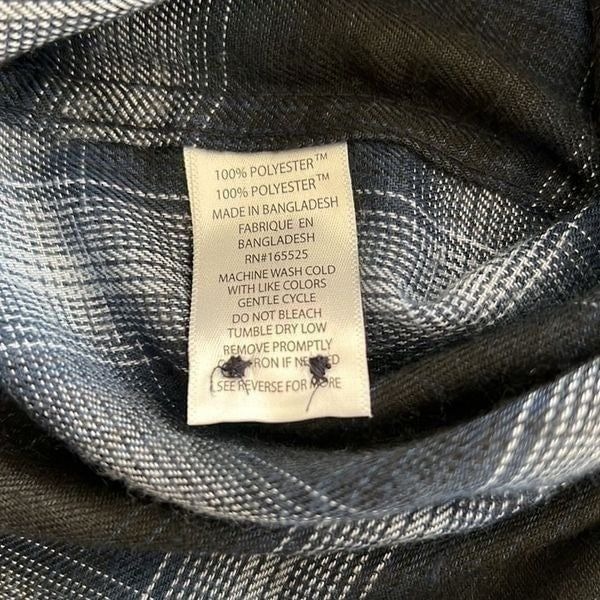 100% POLYESTER™
100% POLYESTER™
MADE IN BANGLADESH
FABRIQUE EN
BANGLADESH
RN#165525
MACHINE WASH COLD
WITH LIKE COLORS
GENTLE CYCLE
DO NOT BLEACH
TUMBLE DRY LOW
REMOVE PROMPTLY
IF NEEDED
SEE REVERSE FOR MORE